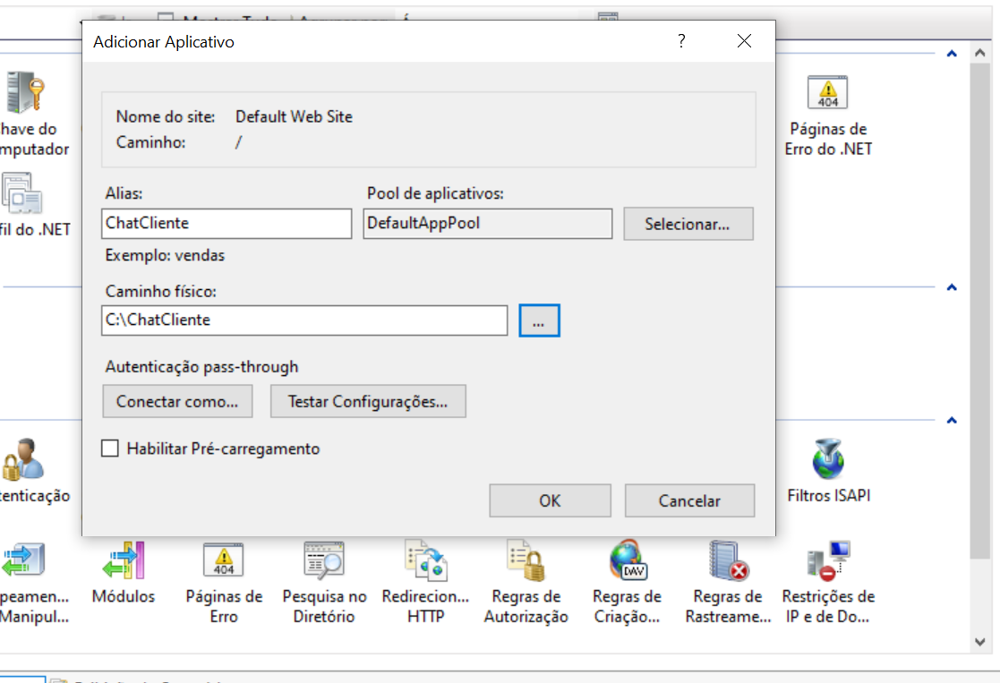 Adicionar Aplicativo
?
Nome do site: Default Web Site
Caminho: /
Alias:
Pool de aplicativos:
ChatCliente
DefaultAppPool
Selecionar...
Exemplo: vendas
Caminho físico:
C:\ChatCliente
...
Autenticação pass-through
Conectar como...
Testar Configurações...
Habilitar Pré-carregamento
OK
Cancelar
have do
mputador
404
Páginas de
Erro do .NET
fil do .NET
tenticação
Filtros ISAPI
peamen...
Manipul...
Módulos
404
Páginas de
Erro
Pesquisa no
Diretório
Redirecion...
HTTP
Regras de
Autorização
DAV
Regras de
Criação...
Regras de
Rastreame...
Restrições de
IP e de Do...